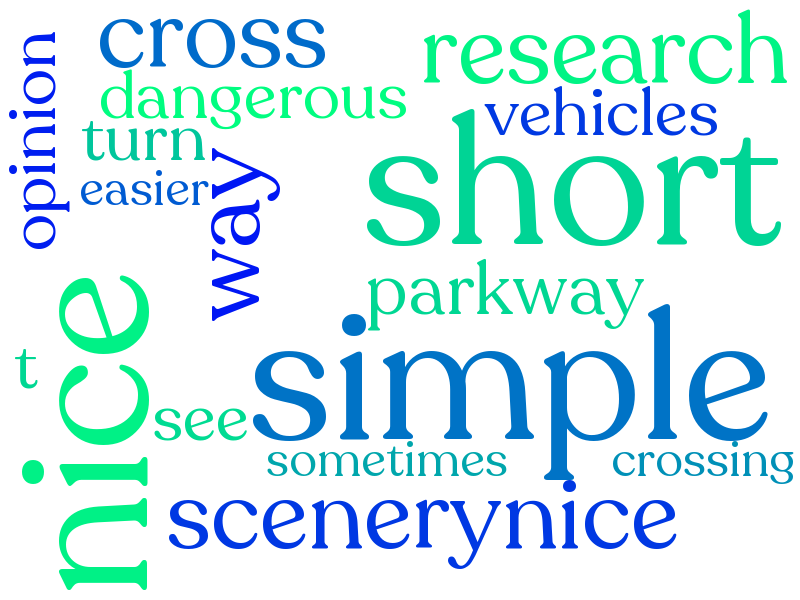 cross
research
opinion
dangerous
vehicles
turn
short
easier
way
parkway
nice
simple
t
see
sometimes
crossing
scenerynice